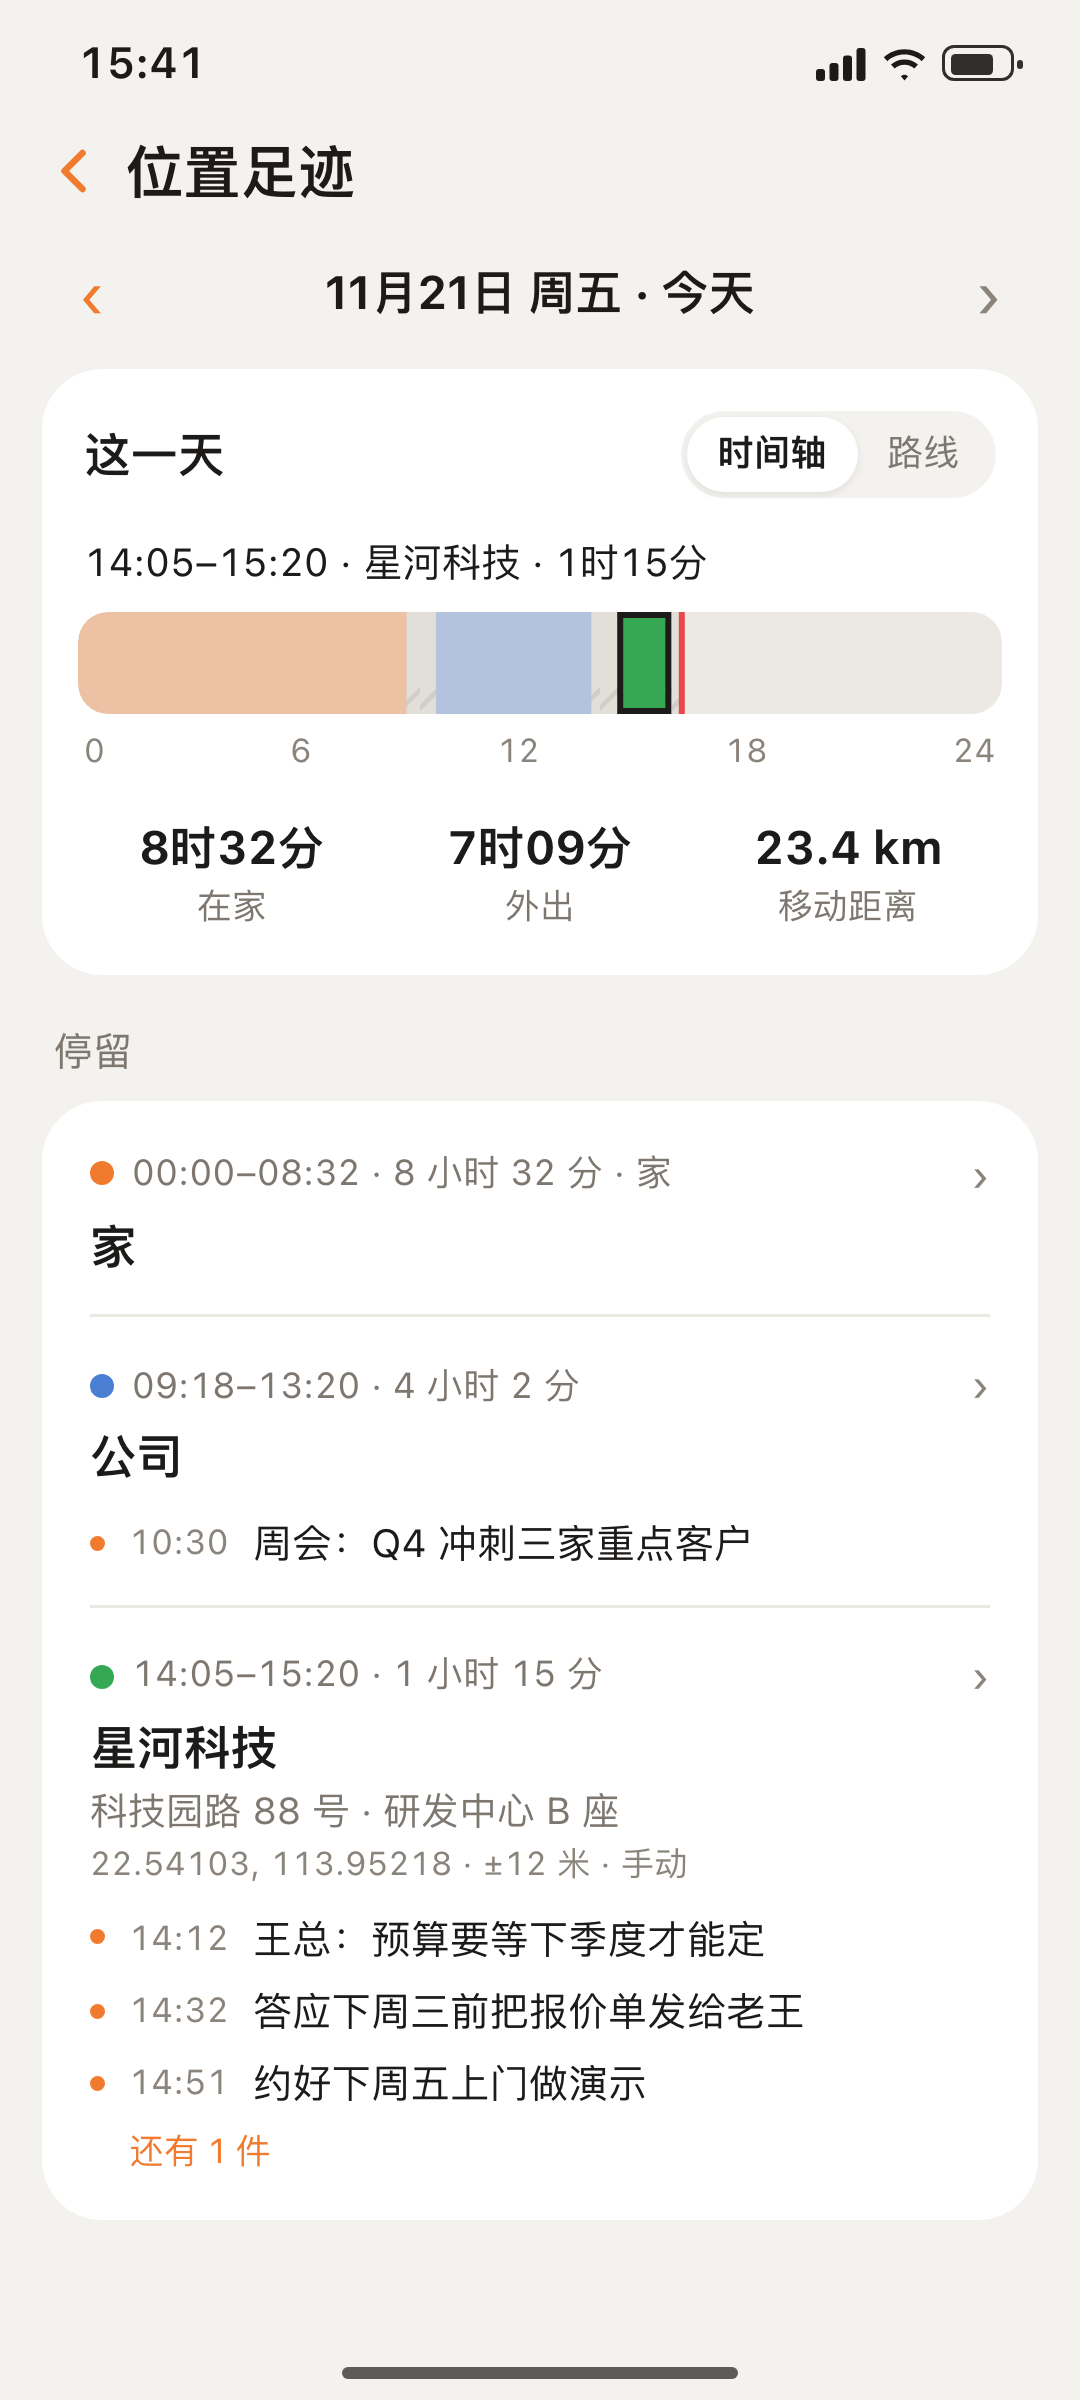 15:41
位置足迹
‹ 11月21日 周五 · 今天 ›
这一天
时间轴 路线
14:05–15:20 · 星河科技 · 1时15分
0 6 12 18 24
8时32分 7时09分 23.4 km
在家 外出 移动距离
停留
00:00–08:32 · 8 小时 32 分 · 家 ›
家
09:18–13:20 · 4 小时 2 分 ›
公司
10:30 周会：Q4 冲刺三家重点客户
14:05–15:20 · 1 小时 15 分 ›
星河科技
科技园路 88 号 · 研发中心 B 座
22.54103, 113.95218 · ±12 米 · 手动
14:12 王总：预算要等下季度才能定
14:32 答应下周三前把报价单发给老王
14:51 约好下周五上门做演示
还有 1 件